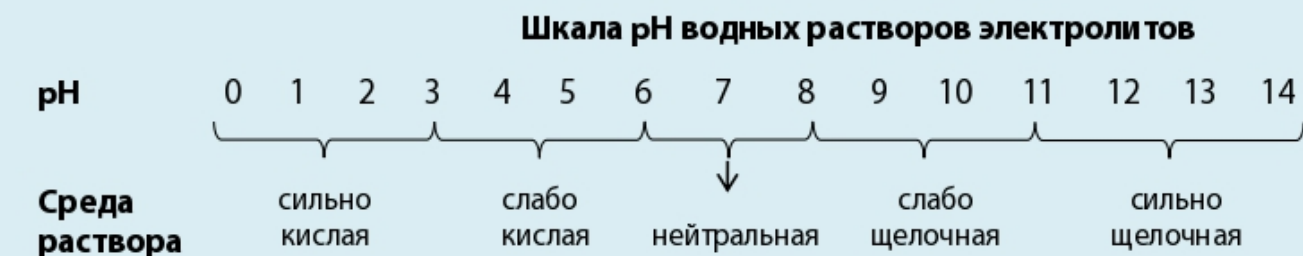 Шкала pH водных растворов электролитов
pH 0 1 2 3 4 5 6 7 8 9 10 11 12 13 14
Среда сильно слабо слабо сильно
раствора кислая кислая нейтральная щелочная щелочная